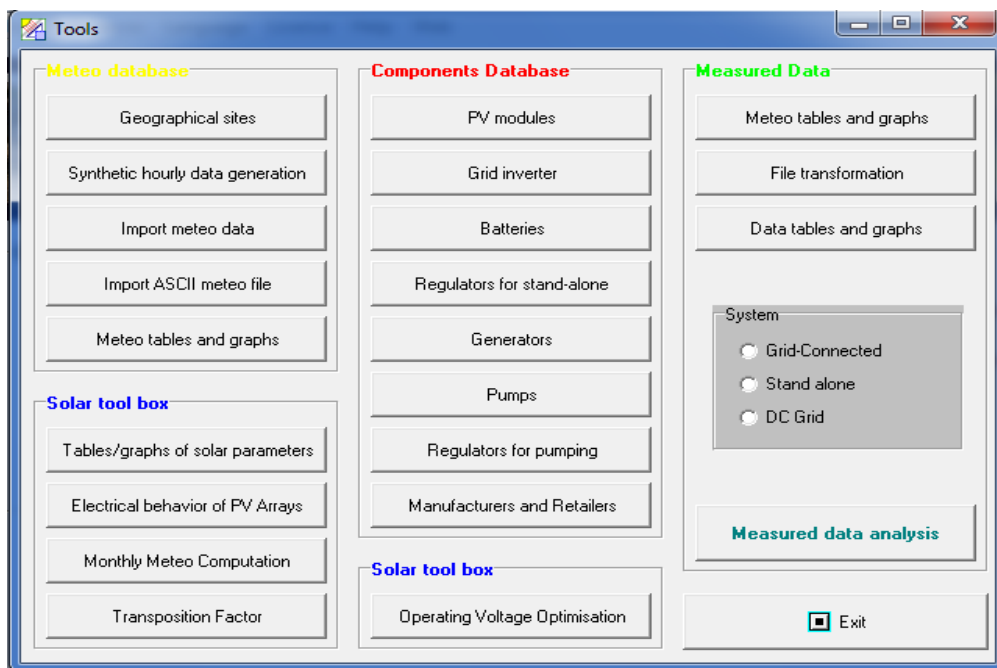 Tools
Meteo database
Geographical sites
Synthetic hourly data generation
Import meteo data
Import ASCII meteo file
Meteo tables and graphs
Solar tool box
Tables/graphs of solar parameters
Electrical behavior of PV Arrays
Monthly Meteo Computation
Transposition Factor
Components Database
PV modules
Grid inverter
Batteries
Regulators for stand-alone
Generators
Pumps
Regulators for pumping
Manufacturers and Retailers
Solar tool box
Operating Voltage Optimisation
Measured Data
Meteo tables and graphs
File transformation
Data tables and graphs
System
Grid-Connected
Stand alone
DC Grid
Measured data analysis
Exit